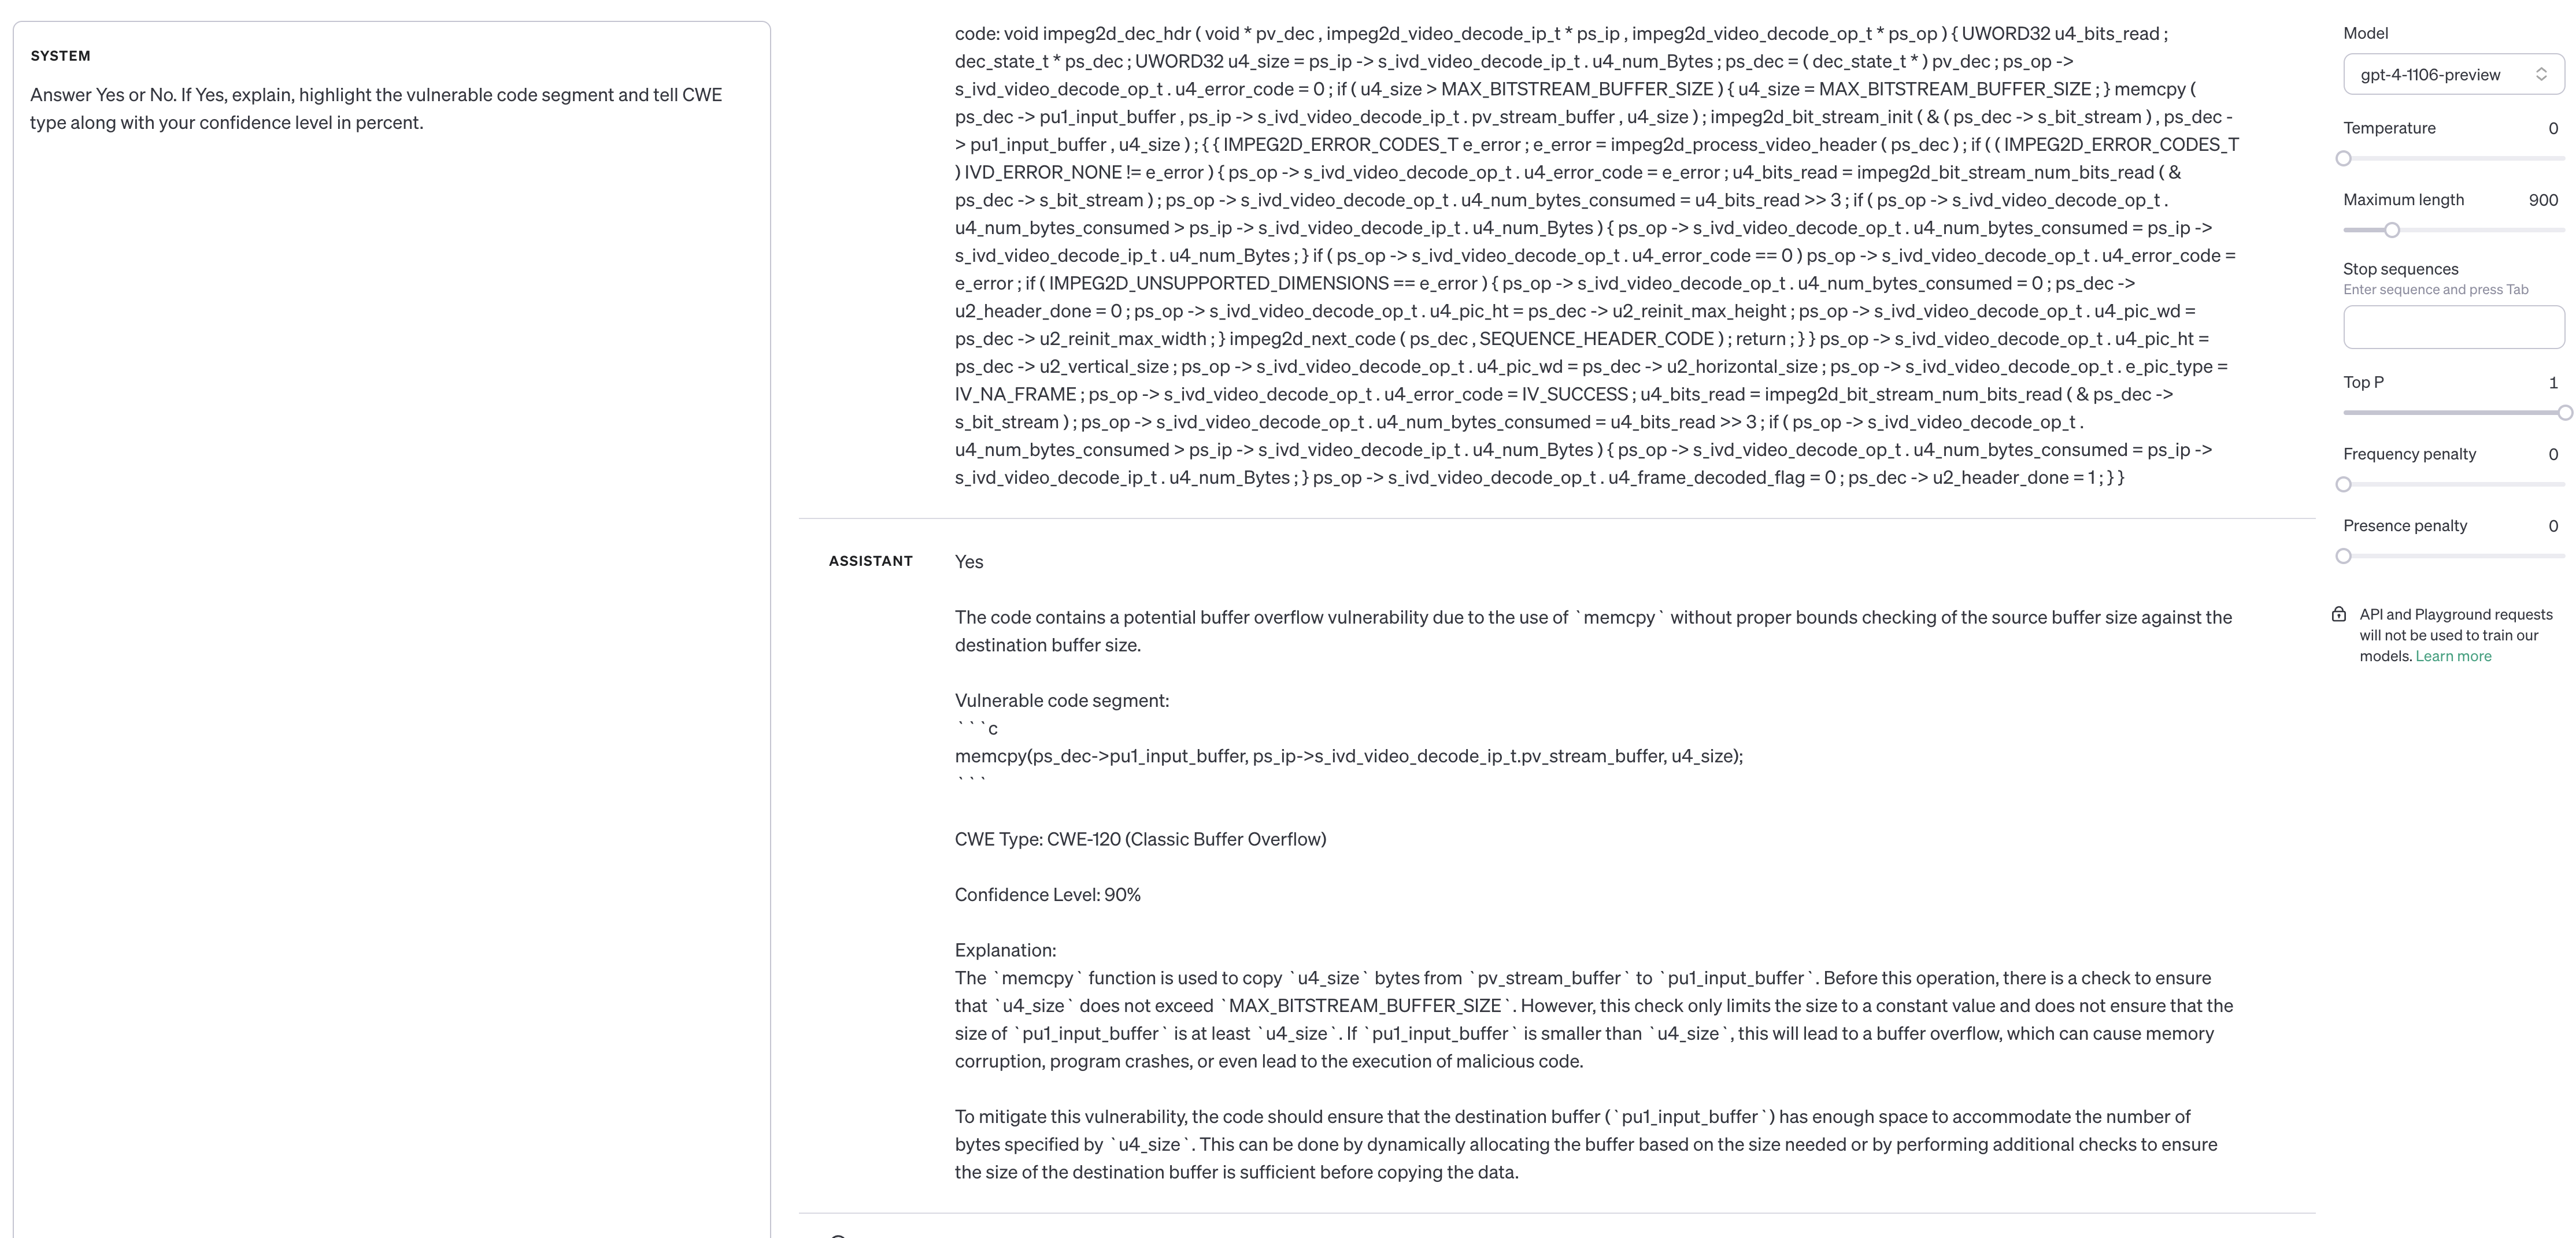 SYSTEM
Answer Yes or No. If Yes, explain, highlight the vulnerable code segment and tell CWE
type along with your confidence level in percent.
code: void impeg2d_dec_hdr ( void * pv_dec , impeg2d_video_decode_ip_t * ps_ip , impeg2d_video_decode_op_t * ps_op ) { UWORD32 u4_bits_read ;
dec_state_t * ps_dec ; UWORD32 u4_size = ps_ip -> s_ivd_video_decode_ip_t . u4_num_Bytes ; ps_dec = ( dec_state_t * ) pv_dec ; ps_op ->
s_ivd_video_decode_op_t . u4_error_code = 0 ; if ( u4_size > MAX_BITSTREAM_BUFFER_SIZE ) { u4_size = MAX_BITSTREAM_BUFFER_SIZE ; } memcpy (
ps_dec -> pu1_input_buffer , ps_ip -> s_ivd_video_decode_ip_t . pv_stream_buffer , u4_size ) ; impeg2d_bit_stream_init ( & ( ps_dec -> s_bit_stream ) , ps_dec -
> pu1_input_buffer , u4_size ) ; { { IMPEG2D_ERROR_CODES_T e_error ; e_error = impeg2d_process_video_header ( ps_dec ) ; if ( ( IMPEG2D_ERROR_CODES_T
) IVD_ERROR_NONE != e_error ) { ps_op -> s_ivd_video_decode_op_t . u4_error_code = e_error ; u4_bits_read = impeg2d_bit_stream_num_bits_read ( &
ps_dec -> s_bit_stream ) ; ps_op -> s_ivd_video_decode_op_t . u4_num_bytes_consumed = u4_bits_read >> 3 ; if ( ps_op -> s_ivd_video_decode_op_t .
u4_num_bytes_consumed > ps_ip -> s_ivd_video_decode_ip_t . u4_num_Bytes ) { ps_op -> s_ivd_video_decode_op_t . u4_num_bytes_consumed = ps_ip ->
s_ivd_video_decode_ip_t . u4_num_Bytes ; } if ( ps_op -> s_ivd_video_decode_op_t . u4_error_code == 0 ) ps_op -> s_ivd_video_decode_op_t . u4_error_code =
e_error ; if ( IMPEG2D_UNSUPPORTED_DIMENSIONS == e_error ) { ps_op -> s_ivd_video_decode_op_t . u4_num_bytes_consumed = 0 ; ps_dec ->
u2_header_done = 0 ; ps_op -> s_ivd_video_decode_op_t . u4_pic_ht = ps_dec -> u2_reinit_max_height ; ps_op -> s_ivd_video_decode_op_t . u4_pic_wd =
ps_dec -> u2_reinit_max_width ; } impeg2d_next_code ( ps_dec , SEQUENCE_HEADER_CODE ) ; return ; } } ps_op -> s_ivd_video_decode_op_t . u4_pic_ht =
ps_dec -> u2_vertical_size ; ps_op -> s_ivd_video_decode_op_t . u4_pic_wd = ps_dec -> u2_horizontal_size ; ps_op -> s_ivd_video_decode_op_t . e_pic_type =
IV_NA_FRAME ; ps_op -> s_ivd_video_decode_op_t . u4_error_code = IV_SUCCESS ; u4_bits_read = impeg2d_bit_stream_num_bits_read ( & ps_dec ->
s_bit_stream ) ; ps_op -> s_ivd_video_decode_op_t . u4_num_bytes_consumed = u4_bits_read >> 3 ; if ( ps_op -> s_ivd_video_decode_op_t .
u4_num_bytes_consumed > ps_ip -> s_ivd_video_decode_ip_t . u4_num_Bytes ) { ps_op -> s_ivd_video_decode_op_t . u4_num_bytes_consumed = ps_ip ->
s_ivd_video_decode_ip_t . u4_num_Bytes ; } ps_op -> s_ivd_video_decode_op_t . u4_frame_decoded_flag = 0 ; ps_dec -> u2_header_done = 1 ; } }
ASSISTANT
Yes
The code contains a potential buffer overflow vulnerability due to the use of `memcpy` without proper bounds checking of the source buffer size against the
destination buffer size.
Vulnerable code segment:
```c
memcpy(ps_dec->pu1_input_buffer, ps_ip->s_ivd_video_decode_ip_t.pv_stream_buffer, u4_size);
```
CWE Type: CWE-120 (Classic Buffer Overflow)
Confidence Level: 90%
Explanation:
The `memcpy` function is used to copy `u4_size` bytes from `pv_stream_buffer` to `pu1_input_buffer`. Before this operation, there is a check to ensure
that `u4_size` does not exceed `MAX_BITSTREAM_BUFFER_SIZE`. However, this check only limits the size to a constant value and does not ensure that the
size of `pu1_input_buffer` is at least `u4_size`. If `pu1_input_buffer` is smaller than `u4_size`, this will lead to a buffer overflow, which can cause memory
corruption, program crashes, or even lead to the execution of malicious code.
To mitigate this vulnerability, the code should ensure that the destination buffer (`pu1_input_buffer`) has enough space to accommodate the number of
bytes specified by `u4_size`. This can be done by dynamically allocating the buffer based on the size needed or by performing additional checks to ensure
the size of the destination buffer is sufficient before copying the data.
Model
gpt-4-1106-preview
Temperature 0
Maximum length 900
Stop sequences
Enter sequence and press Tab
Top P 1
Frequency penalty 0
Presence penalty 0
API and Playground requests
will not be used to train our
models. Learn more